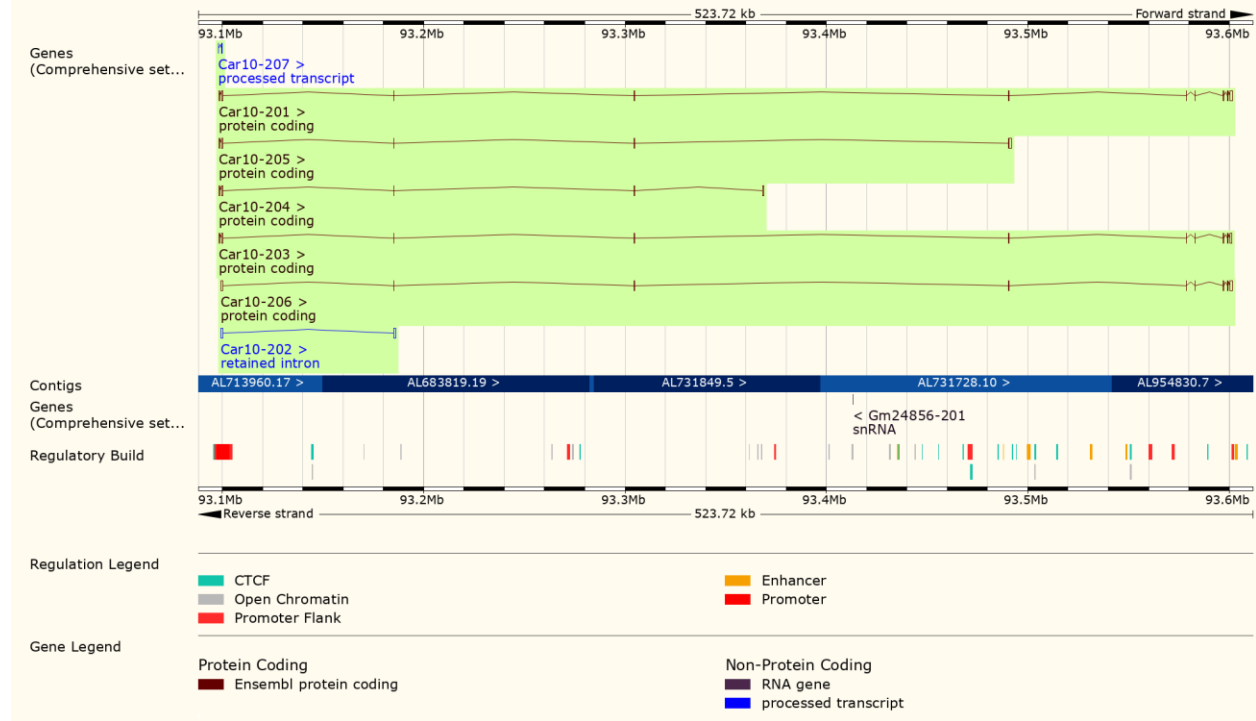 523.72 kb Forward strand
93.1Mb 93.2Mb 93.3Mb 93.4Mb 93.5Mb 93.6Mb
Genes
(Comprehensive set...
Car10-207 >
processed transcript
Car10-201 >
protein coding
Car10-205 >
protein coding
Car10-204 >
protein coding
Car10-203 >
protein coding
Car10-206 >
protein coding
Car10-202 >
retained intron
Contigs AL713960.17 > AL683819.19 > AL731849.5 > AL731728.10 > AL954830.7 >
Genes
(Comprehensive set...
< Gm24856-201
snRNA
Regulatory Build
93.1Mb 93.2Mb 93.3Mb 93.4Mb 93.5Mb 93.6Mb
Reverse strand 523.72 kb
Regulation Legend
CTCF Enhancer
Open Chromatin Promoter
Promoter Flank
Gene Legend
Protein Coding Non-Protein Coding
Ensembl protein coding RNA gene
processed transcript